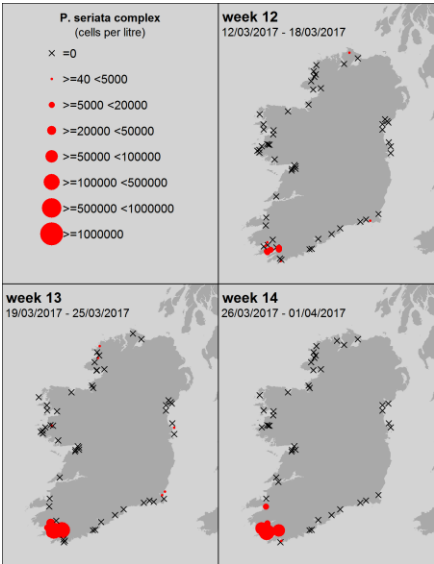 P. seriata complex
(cells per litre)
=0
>=40 <5000
>=5000 <20000
>=20000 <50000
>=50000 <100000
>=100000 <500000
>=500000 <1000000
>=1000000
week 12
12/03/2017 - 18/03/2017
week 13
19/03/2017 - 25/03/2017
week 14
26/03/2017 - 01/04/2017